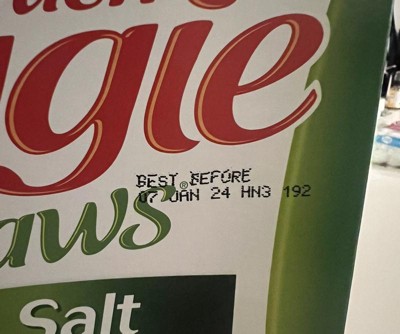 gie
BEST BEFORE
07 JAN 24 HN3 192
aws®
Salt